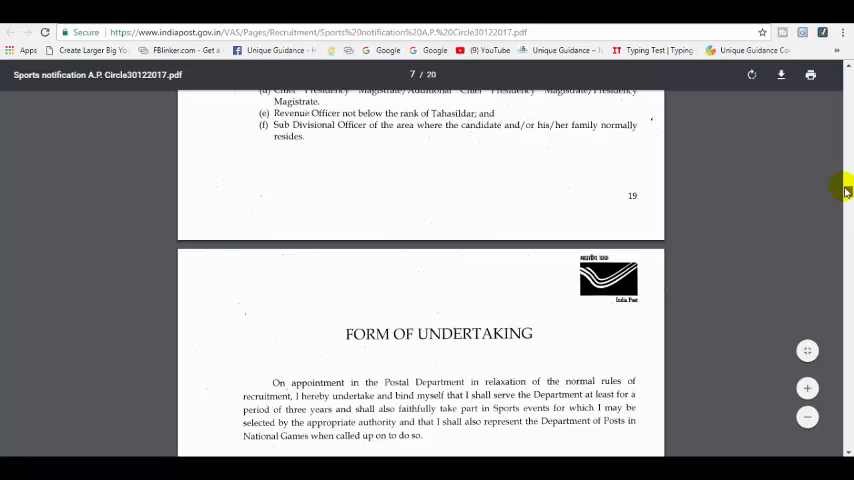 Secure https://www.indiapost.gov.in/VAS/Pages/Recruitment/Sports%20notification%20A.P.%20Circle30122017.pdf
Apps Create Larger Big You FBlinker.com - Get a Unique Guidance - H Google Google (9) YouTube Unique Guidance – Typing Test | Typing Unique Guidance Co »
Sports notification A.P. Circle30122017.pdf 7 / 20
(d) Chief Presidency Magistrate/Additional Chief Presidency Magistrate/Presidency
Magistrate.
(e) Revenue Officer not below the rank of Tahasildar; and
(f) Sub Divisional Officer of the area where the candidate and/or his/her family normally
resides.
19
भारतीय डाक
India Post
FORM OF UNDERTAKING
On appointment in the Postal Department in relaxation of the normal rules of
recruitment, I hereby undertake and bind myself that I shall serve the Department at least for a
period of three years and shall also faithfully take part in Sports events for which I may be
selected by the appropriate authority and that I shall also represent the Department of Posts in
National Games when called up on to do so.